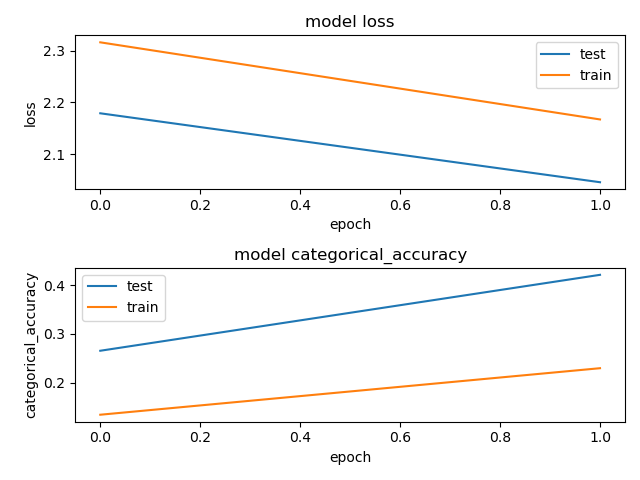 model loss
2.3
2.2
2.1
loss
test
train
0.0 0.2 0.4 0.6 0.8 1.0
epoch
model categorical_accuracy
0.4
0.3
0.2
categorical_accuracy
test
train
0.0 0.2 0.4 0.6 0.8 1.0
epoch